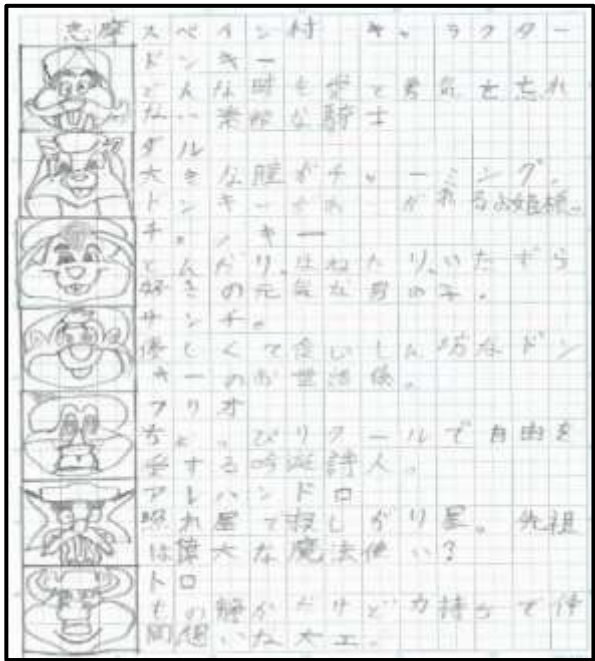 志摩スペイン村 キャラクター
ドンキー
どんな時も愛と勇気を忘れ
ない素敵な騎士
ダル
大きな瞳がチャーミング。
ドンキーがあこがれるお姫様。
チョッキー
とんだり、はねたり、いたずら
好きの元気な男の子。
サンチョ
優しくて食いしん坊なドン
キーのお世話係。
フリオ
ちょっぴりクールで自由を
愛する吟遊詩人。
アレハンドロ
照れ屋で寂しがり屋。先祖
は偉大な魔法使い?
トロ
もの静かだけど力持ちで仲
間想いな大工。